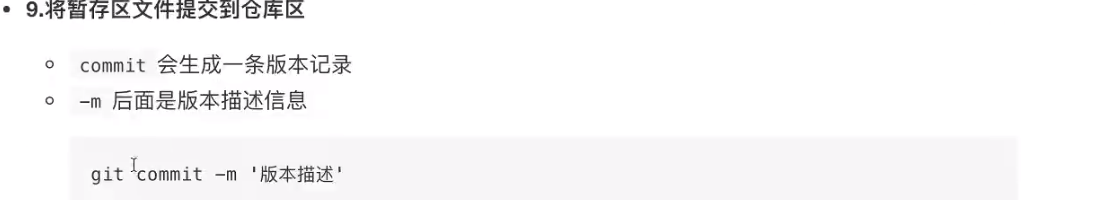 9.将暂存区文件提交到仓库区
commit 会生成一条版本记录
-m 后面是版本描述信息
git commit -m '版本描述'